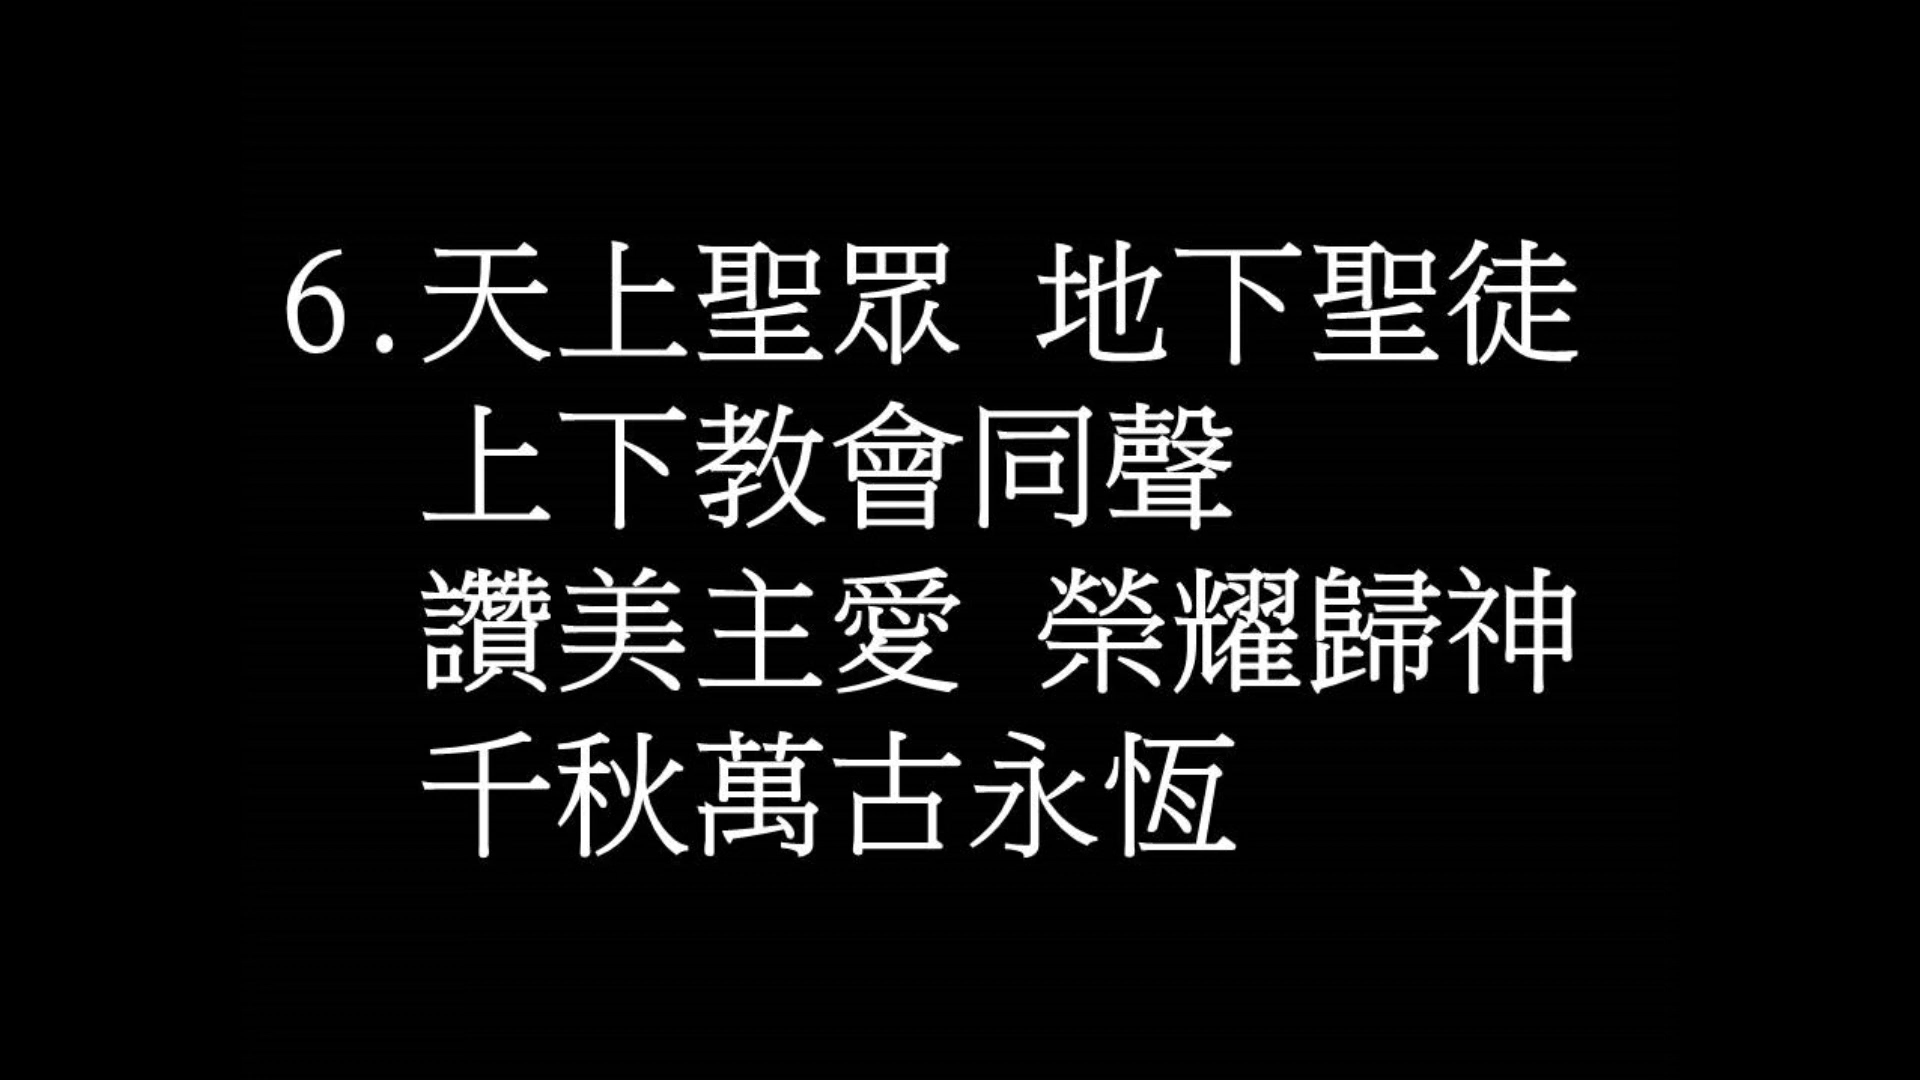 6.天上聖眾 地下聖徒
上下教會同聲
讚美主愛 榮耀歸神
千秋萬古永恆